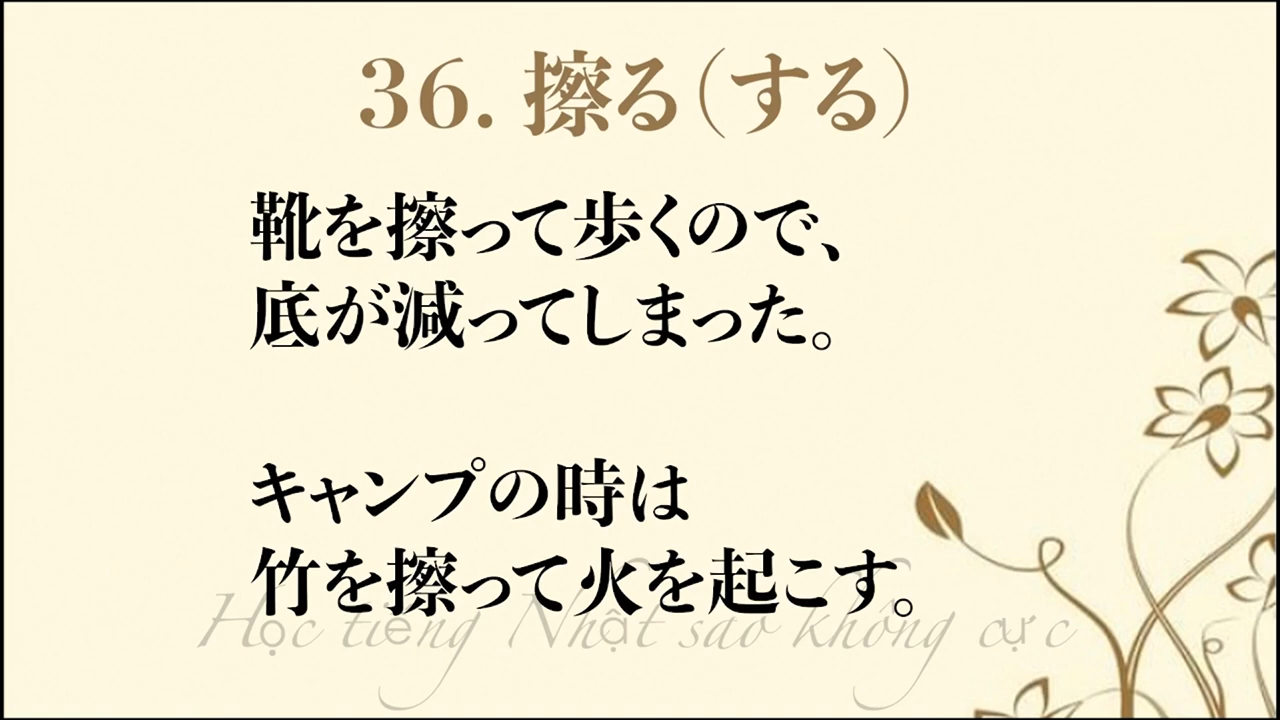 36. 擦る（する）
靴を擦って歩くので、
底が減ってしまった。
キャンプの時は
竹を擦って火を起こす。
Học tiếng Nhật sao không cực